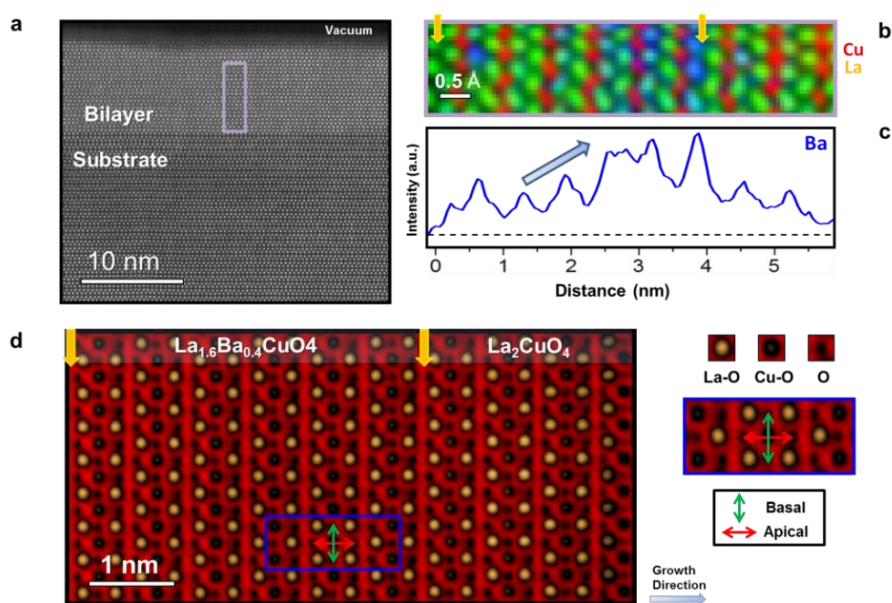 a
Vacuum
Bilayer
Substrate
10 nm
b
Cu
La
0.5 Å
c
Ba
Intensity (a.u.)
0 1 2 3 4 5
Distance (nm)
d
La1.6Ba0.4CuO4
La2CuO4
1 nm
La-O Cu-O O
Basal
Apical
Growth
Direction